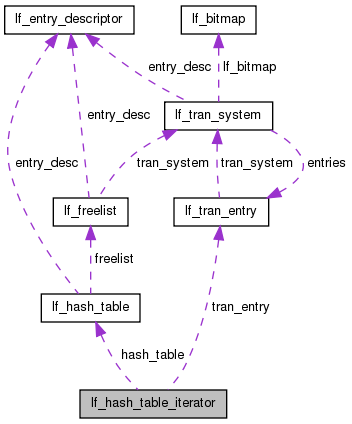 lf_entry_descriptor
lf_bitmap
entry_desc
lf_bitmap
entry_desc
lf_tran_system
entry_desc
tran_system
tran_system
entries
lf_freelist
lf_tran_entry
freelist
lf_hash_table
tran_entry
hash_table
lf_hash_table_iterator